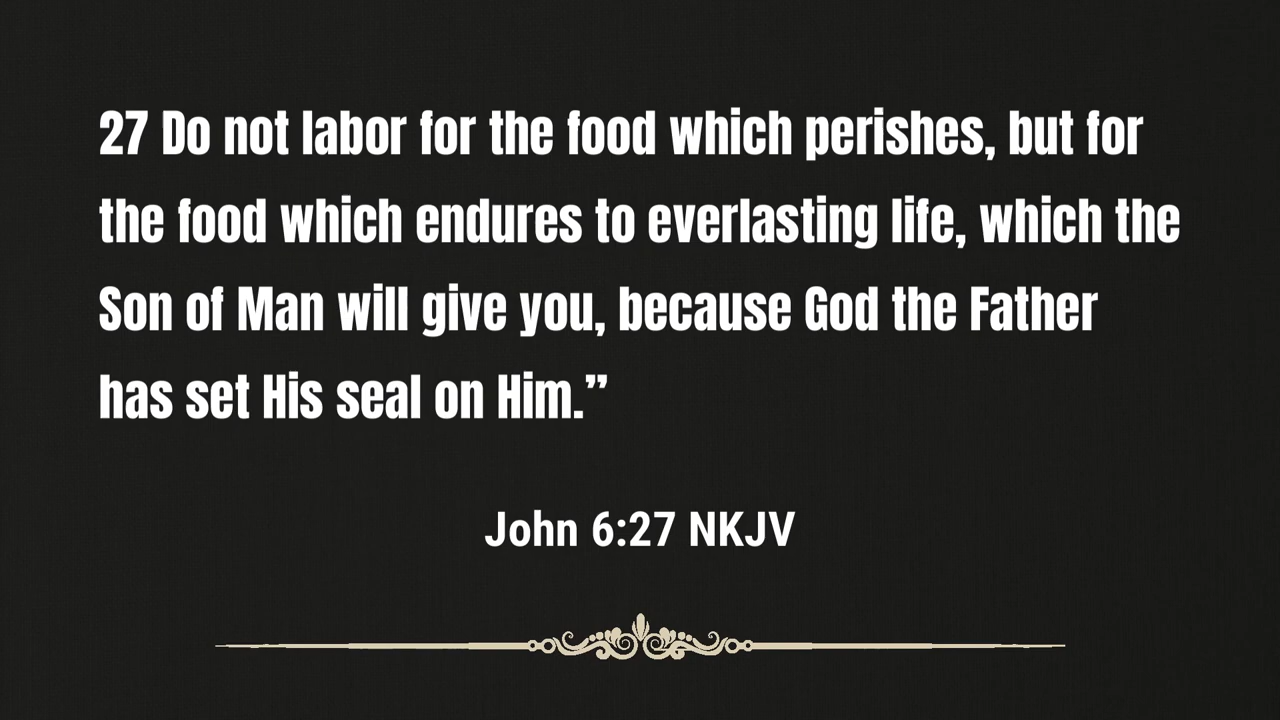 27 Do not labor for the food which perishes, but for
the food which endures to everlasting life, which the
Son of Man will give you, because God the Father
has set His seal on Him.”
John 6:27 NKJV